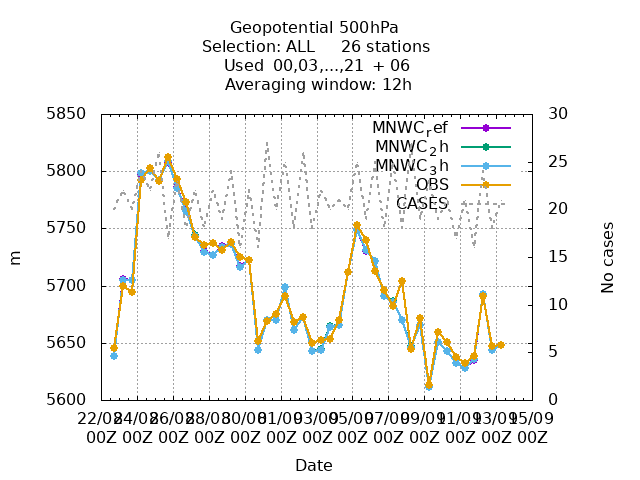 Geopotential 500hPa
Selection: ALL 26 stations
Used 00,03,...,21 + 06
Averaging window: 12h
5850
5800
5750
5700
5650
5600
m
30
25
20
15
10
5
0
No cases
MNWCref
MNWC2h
MNWC3h
OBS
CASES
22/08 24/08 26/08 28/08 30/08 01/09 03/09 05/09 07/09 09/09 11/09 13/09 15/09
00Z 00Z 00Z 00Z 00Z 00Z 00Z 00Z 00Z 00Z 00Z 00Z 00Z
Date